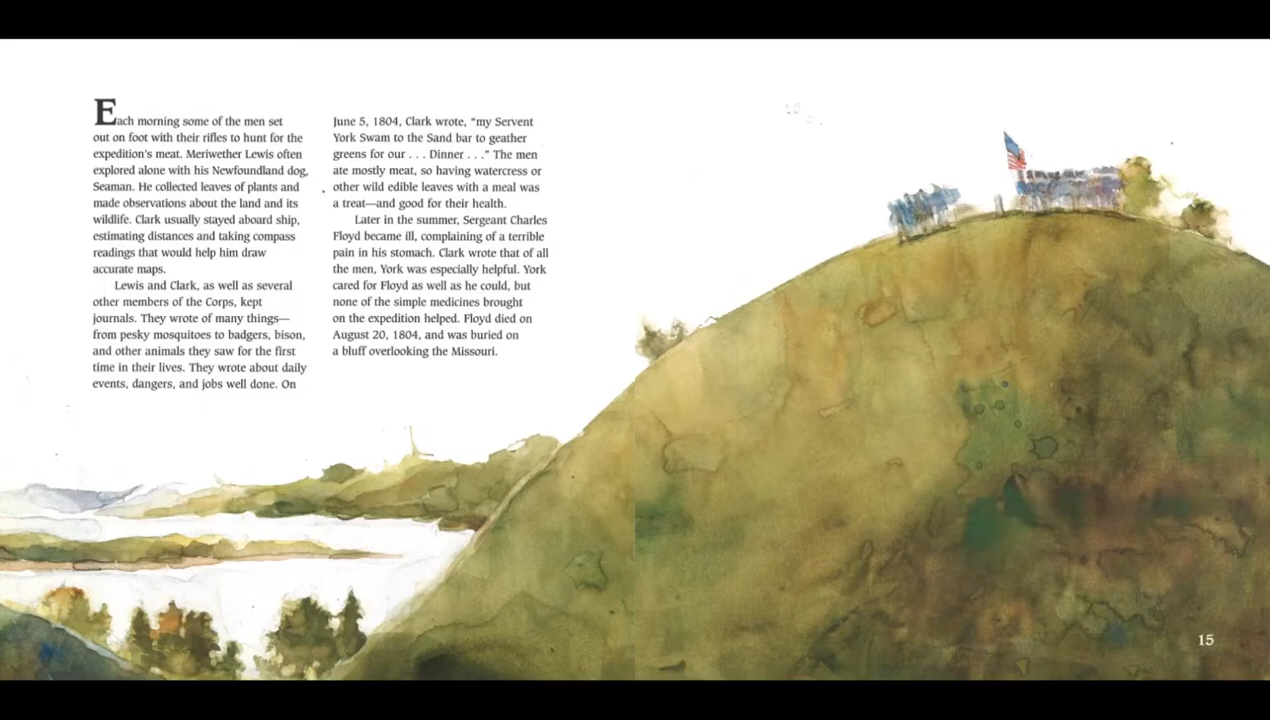 Each morning some of the men set
out on foot with their rifles to hunt for the
expedition's meat. Meriwether Lewis often
explored alone with his Newfoundland dog,
Seaman. He collected leaves of plants and
made observations about the land and its
wildlife. Clark usually stayed aboard ship,
estimating distances and taking compass
readings that would help him draw
accurate maps.
Lewis and Clark, as well as several
other members of the Corps, kept
journals. They wrote of many things—
from pesky mosquitoes to badgers, bison,
and other animals they saw for the first
time in their lives. They wrote about daily
events, dangers, and jobs well done. On
June 5, 1804, Clark wrote, "my Servent
York Swam to the Sand bar to geather
greens for our . . . Dinner . . ." The men
ate mostly meat, so having watercress or
other wild edible leaves with a meal was
a treat—and good for their health.
Later in the summer, Sergeant Charles
Floyd became ill, complaining of a terrible
pain in his stomach. Clark wrote that of all
the men, York was especially helpful. York
cared for Floyd as well as he could, but
none of the simple medicines brought
on the expedition helped. Floyd died on
August 20, 1804, and was buried on
a bluff overlooking the Missouri.
15